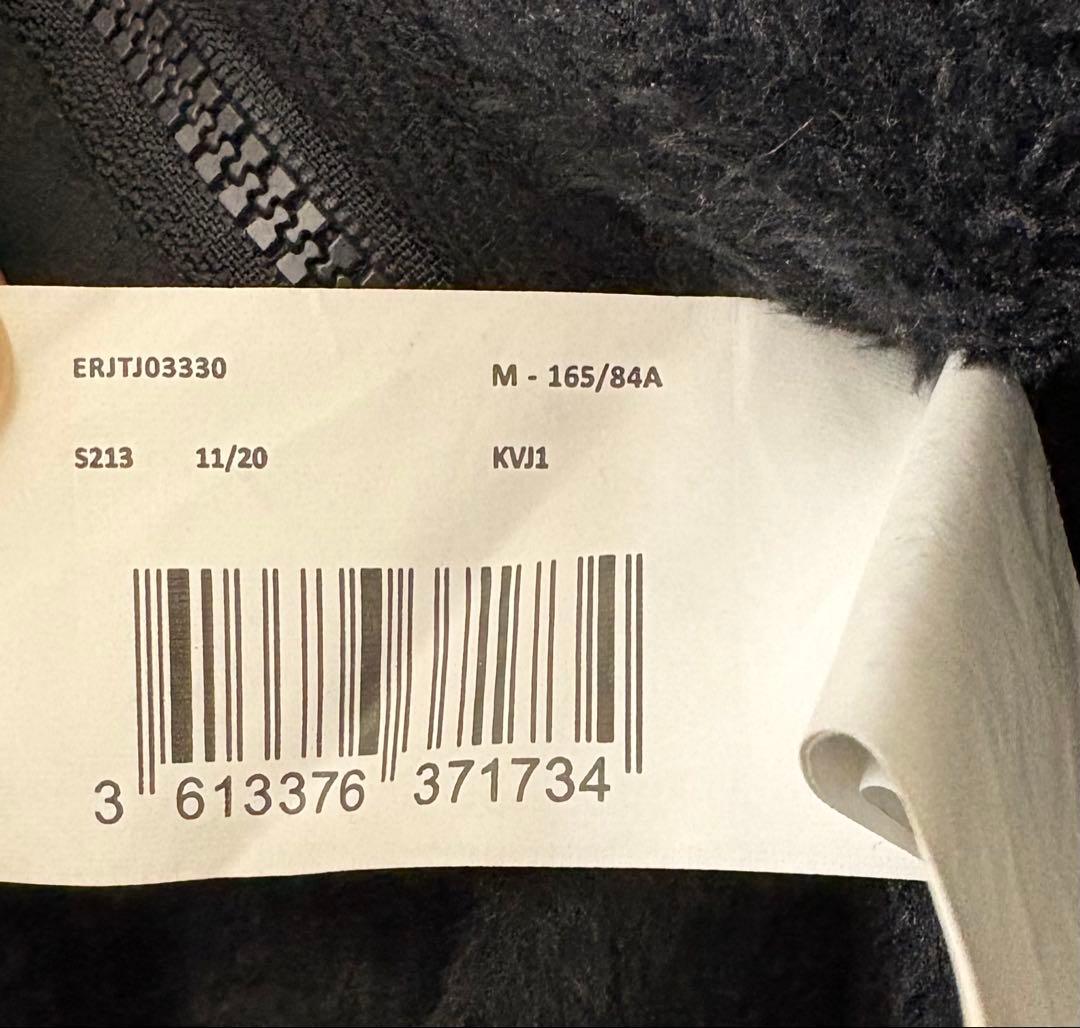 ERJTJ03330 M - 165/84A
S213 11/20 KVJ1
3 613376 371734